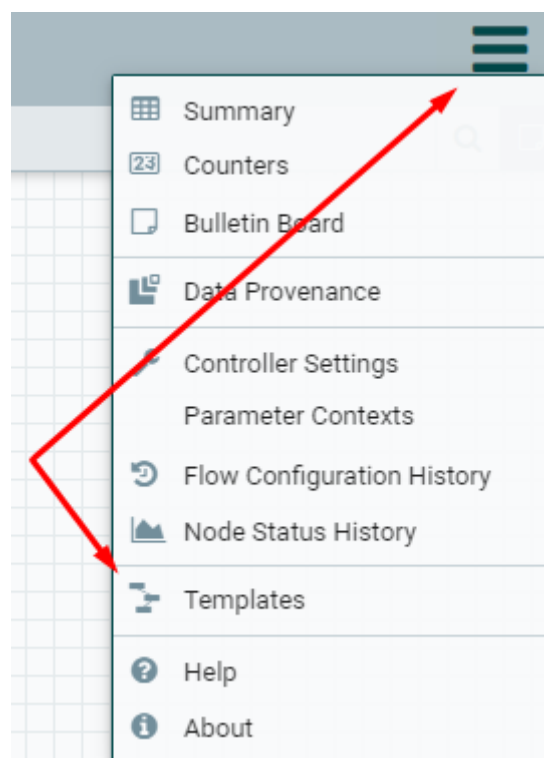 Summary
23 Counters
Bulletin Board
Data Provenance
Controller Settings
Parameter Contexts
Flow Configuration History
Node Status History
Templates
Help
About